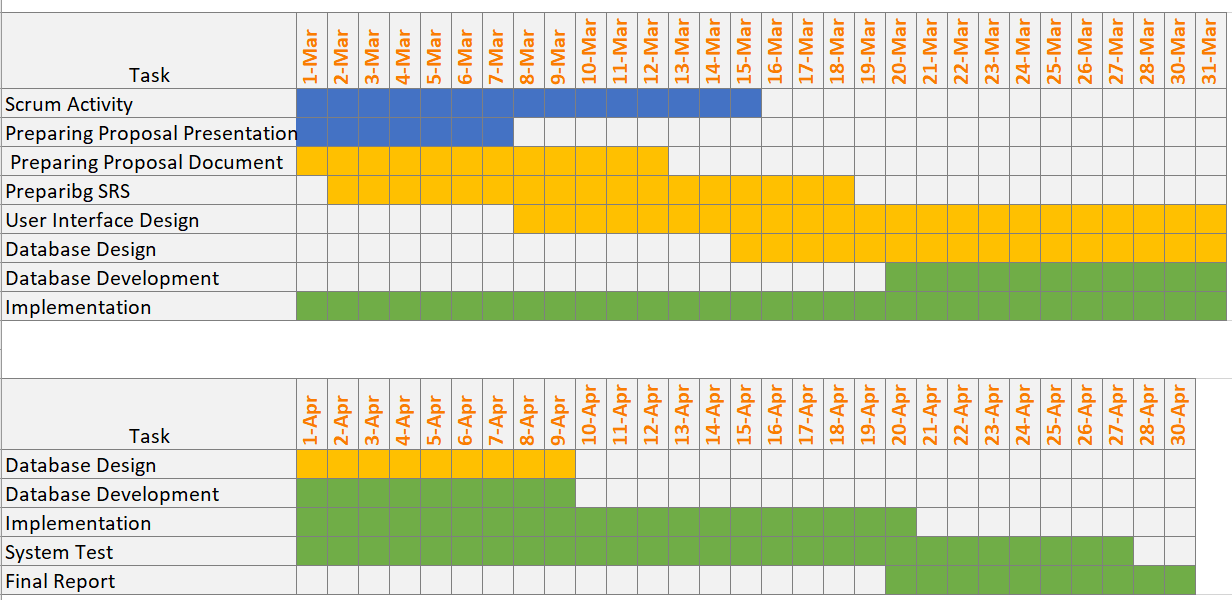 Task 1-Mar 2-Mar 3-Mar 4-Mar 5-Mar 6-Mar 7-Mar 8-Mar 9-Mar 10-Mar 11-Mar 12-Mar 13-Mar 14-Mar 15-Mar 16-Mar 17-Mar 18-Mar 19-Mar 20-Mar 21-Mar 22-Mar 23-Mar 24-Mar 25-Mar 26-Mar 27-Mar 28-Mar 30-Mar 31-Mar
Scrum Activity
Preparing Proposal Presentation
Preparing Proposal Document
Preparibg SRS
User Interface Design
Database Design
Database Development
Implementation
Task 1-Apr 2-Apr 3-Apr 4-Apr 5-Apr 6-Apr 7-Apr 8-Apr 9-Apr 10-Apr 11-Apr 12-Apr 13-Apr 14-Apr 15-Apr 16-Apr 17-Apr 18-Apr 19-Apr 20-Apr 21-Apr 22-Apr 23-Apr 24-Apr 25-Apr 26-Apr 27-Apr 28-Apr 30-Apr
Database Design
Database Development
Implementation
System Test
Final Report